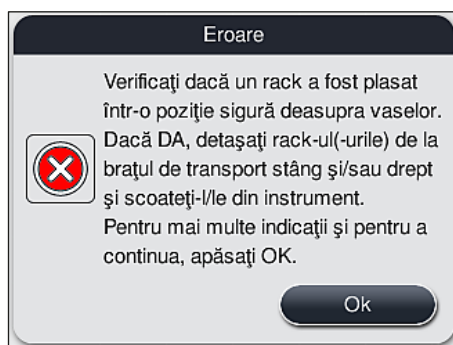 Eroare
Verificaţi dacă un rack a fost plasat
într-o poziţie sigură deasupra vaselor.
Dacă DA, detaşaţi rack-ul(-urile) de la
braţul de transport stâng şi/sau drept
şi scoateţi-l/le din instrument.
Pentru mai multe indicaţii şi pentru a
continua, apăsaţi OK.
Ok